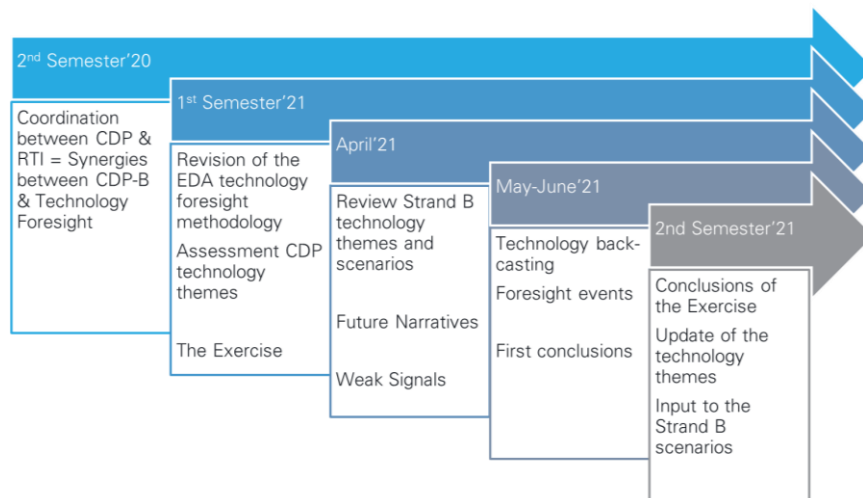 2nd Semester'20
Coordination
between CDP &
RTI = Synergies
between CDP-B
& Technology
Foresight
1st Semester'21
Revision of the
EDA technology
foresight
methodology
Assessment CDP
technology
themes
The Exercise
April'21
Review Strand B
technology
themes and
scenarios
Future Narratives
Weak Signals
May-June'21
Technology back-
casting
Foresight events
First conclusions
2nd Semester'21
Conclusions of
the Exercise
Update of the
technology
themes
Input to the
Strand B
scenarios